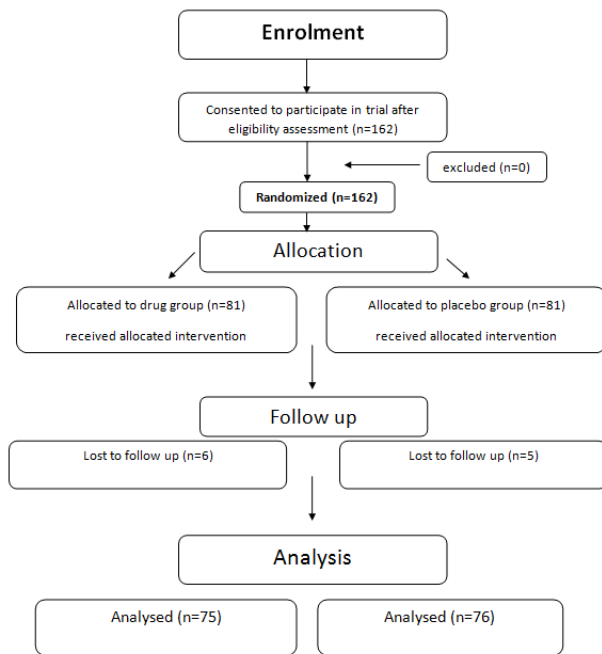 Enrolment
Consented to participate in trial after
eligibility assessment (n=162)
excluded (n=0)
Randomized (n=162)
Allocation
Allocated to drug group (n=81)
received allocated intervention
Allocated to placebo group (n=81)
received allocated intervention
Follow up
Lost to follow up (n=6)
Lost to follow up (n=5)
Analysis
Analysed (n=75)
Analysed (n=76)